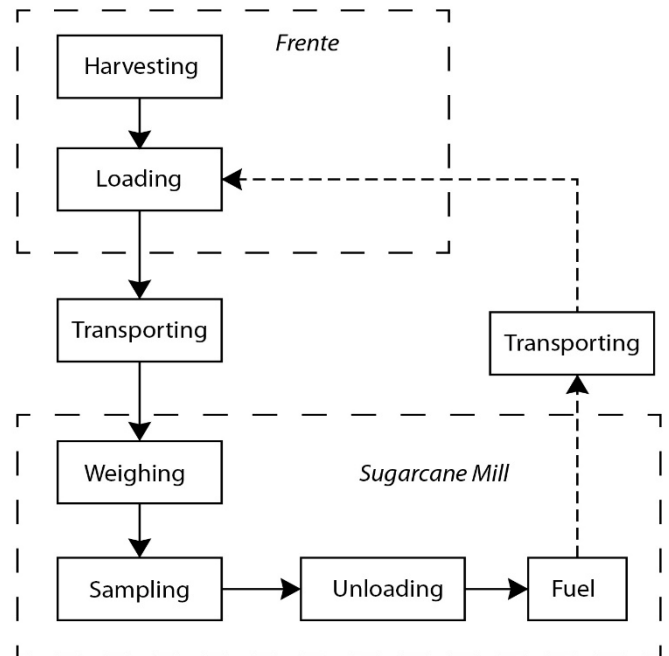 Frente
Harvesting
Loading
Transporting
Transporting
Weighing
Sugarcane Mill
Sampling
Unloading
Fuel